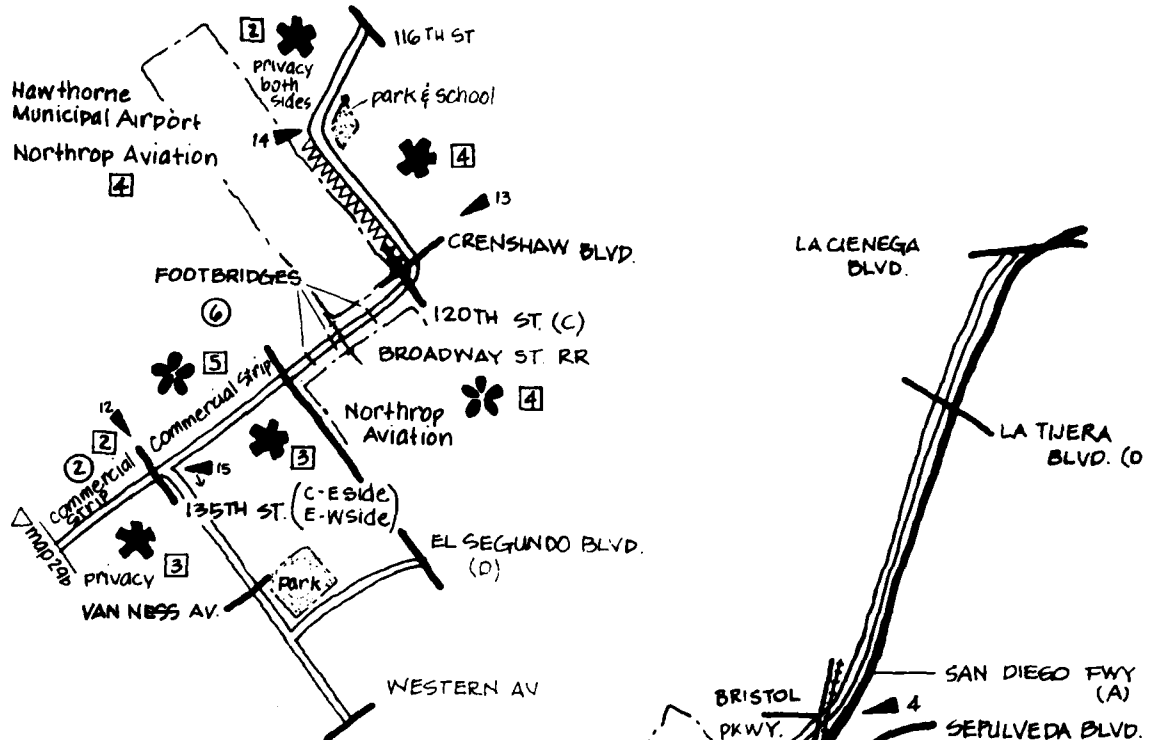 2
116TH ST
privacy
both
sides
park & school
Hawthorne
Municipal Airport
14
Northrop Aviation
4
4
13
CRENSHAW BLVD.
LA CIENEGA
BLVD.
FOOTBRIDGES
6
120TH ST. (C)
BROADWAY ST. RR
5
commercial strip
4
Northrop
Aviation
12
2
2
3
LA TIJERA
BLVD. (D
commercial
strip
15
135TH ST. (C-E side
E-W side)
map 29b
EL SEGUNDO BLVD.
(D)
privacy
3
park
VAN NESS AV.
WESTERN AV
SAN DIEGO FWY
(A)
BRISTOL
PKWY.
4
SEPULVEDA BLVD.